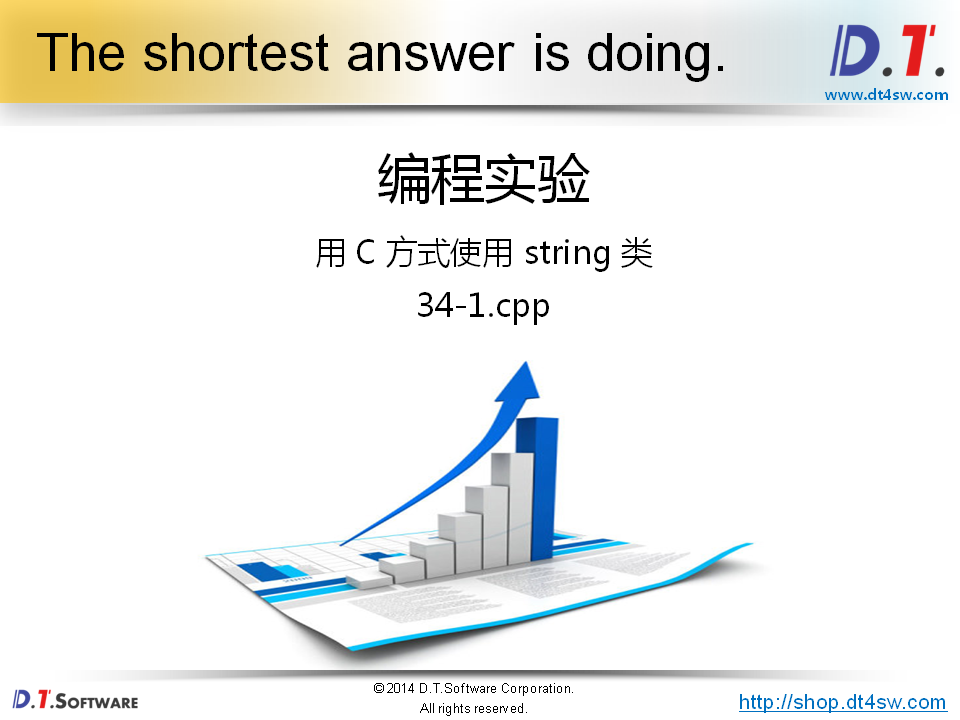 The shortest answer is doing.
D.T.
www.dt4sw.com
编程实验
用 C 方式使用 string 类
34-1.cpp
D.T.SOFTWARE
©2014 D.T.Software Corporation.
All rights reserved.
http://shop.dt4sw.com